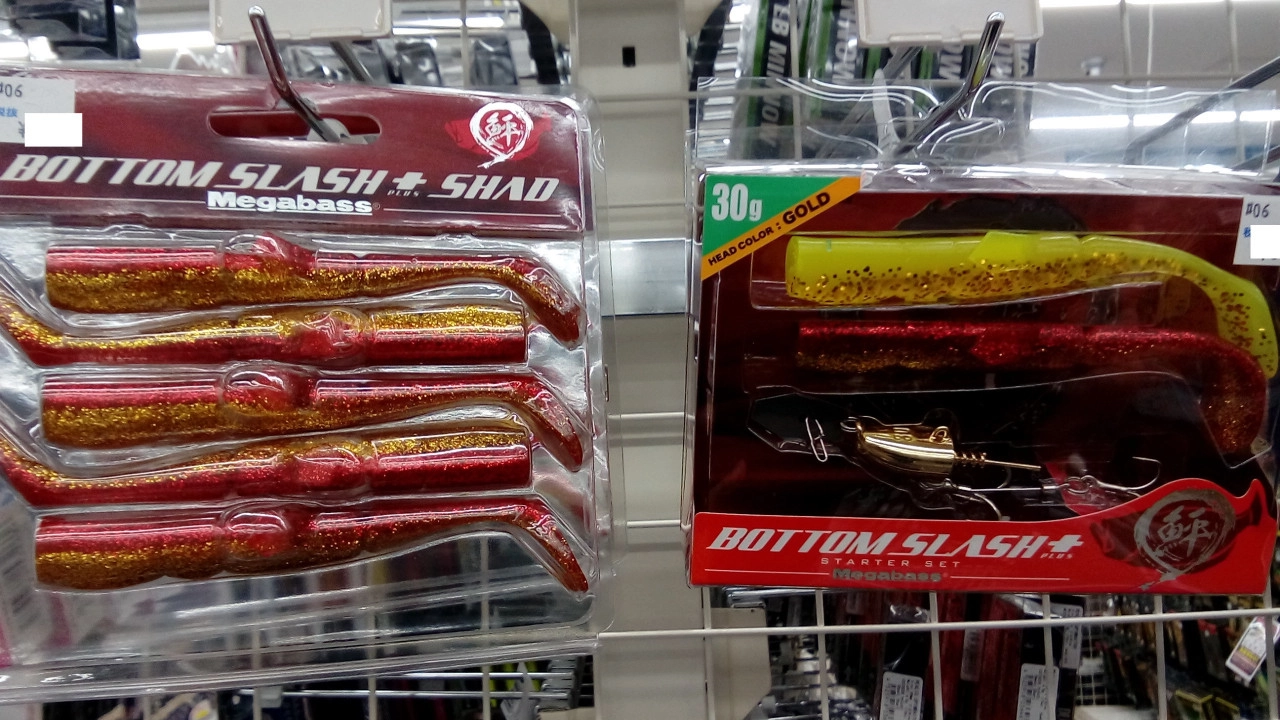 #06
鮃
BOTTOM SLASH+ SHAD
PLUS
Megabass
30g
HEAD COLOR : GOLD
#06
BOTTOM SLASH+
PLUS
STARTER SET
Megabass
鮃